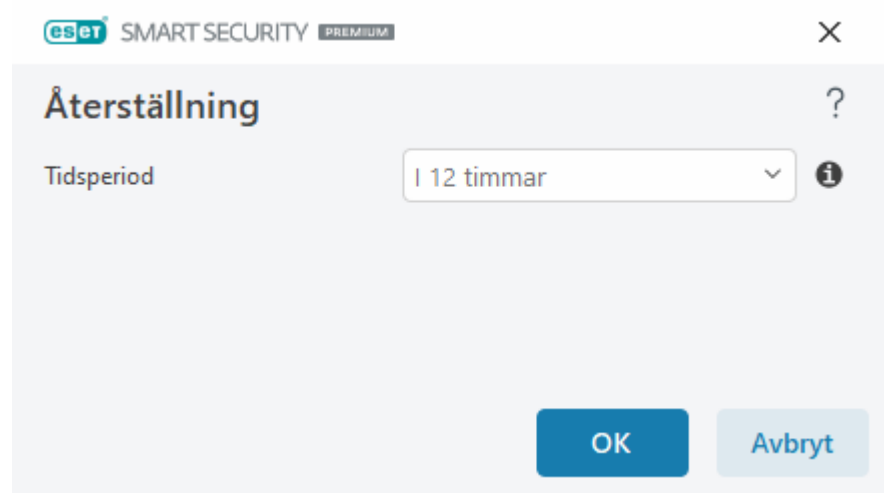 eset SMART SECURITY PREMIUM
Återställning
?
Tidsperiod
I 12 timmar
OK
Avbryt